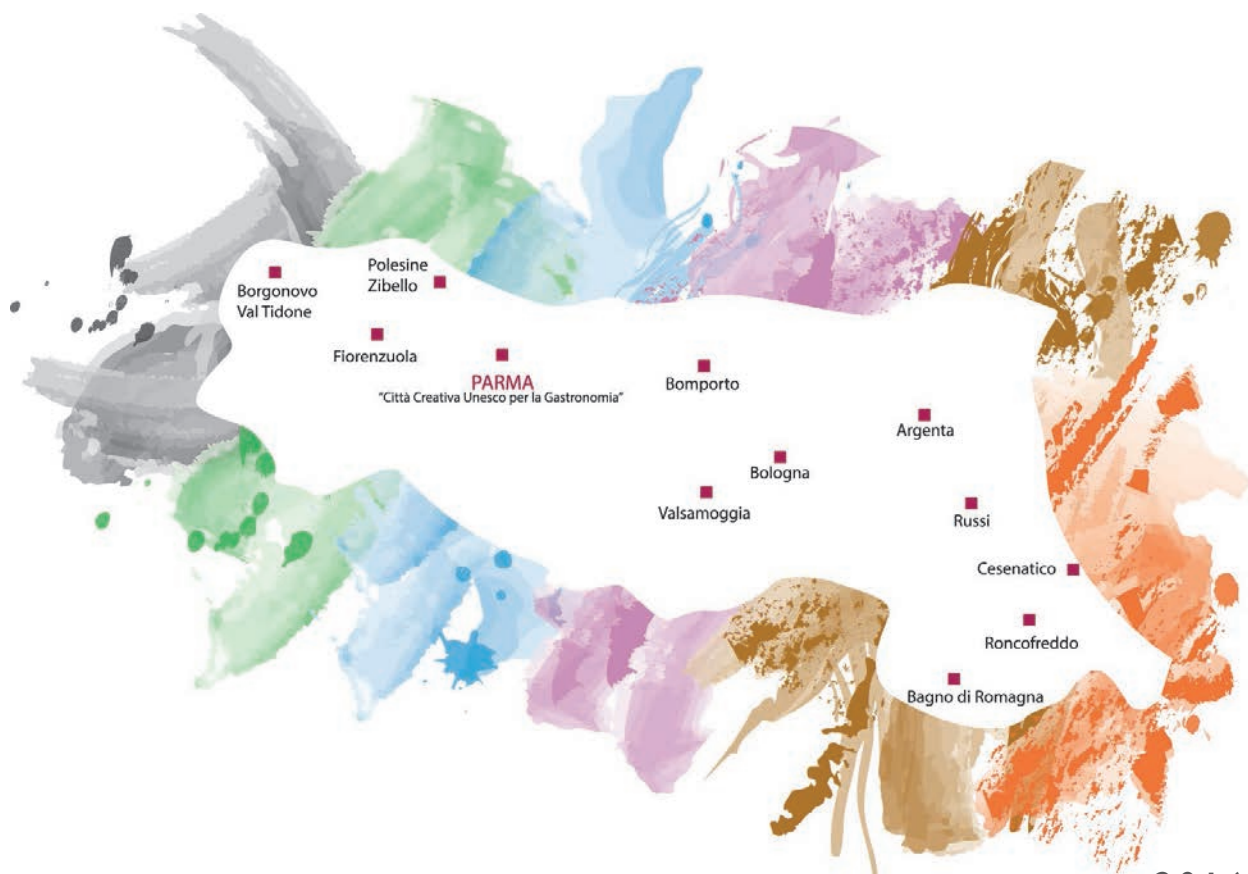 Polesine
Zibello
Borgonovo
Val Tidone
Fiorenzuola
PARMA
"Città Creativa Unesco per la Gastronomia"
Bomporto
Argenta
Bologna
Valsamoggia
Russi
Cesenatico
Roncofreddo
Bagno di Romagna